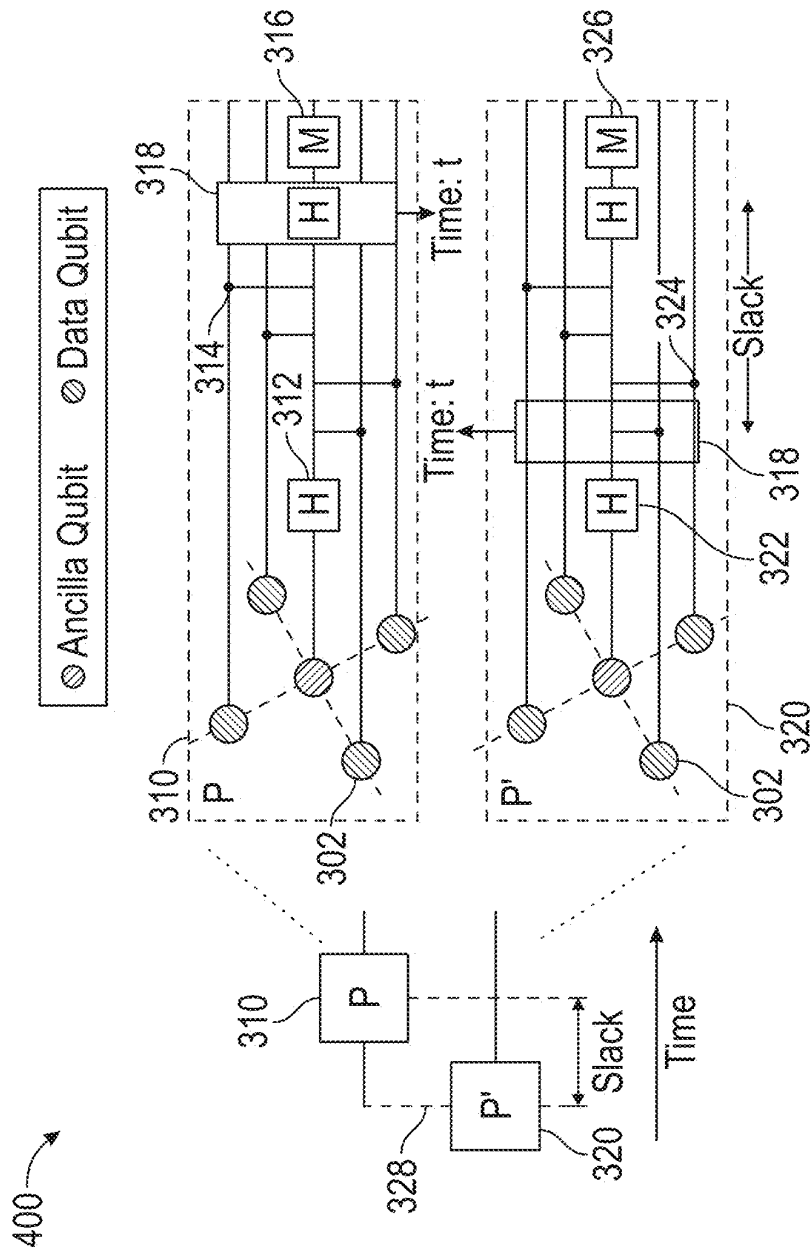 400
Ancilla Qubit Data Qubit
310
P
328
P'
320
Slack
Time
310
P
302
H
312
314
318
H
M
316
Time: t
Time: t
P'
302
320
H
322
318
324
H
M
326
Slack